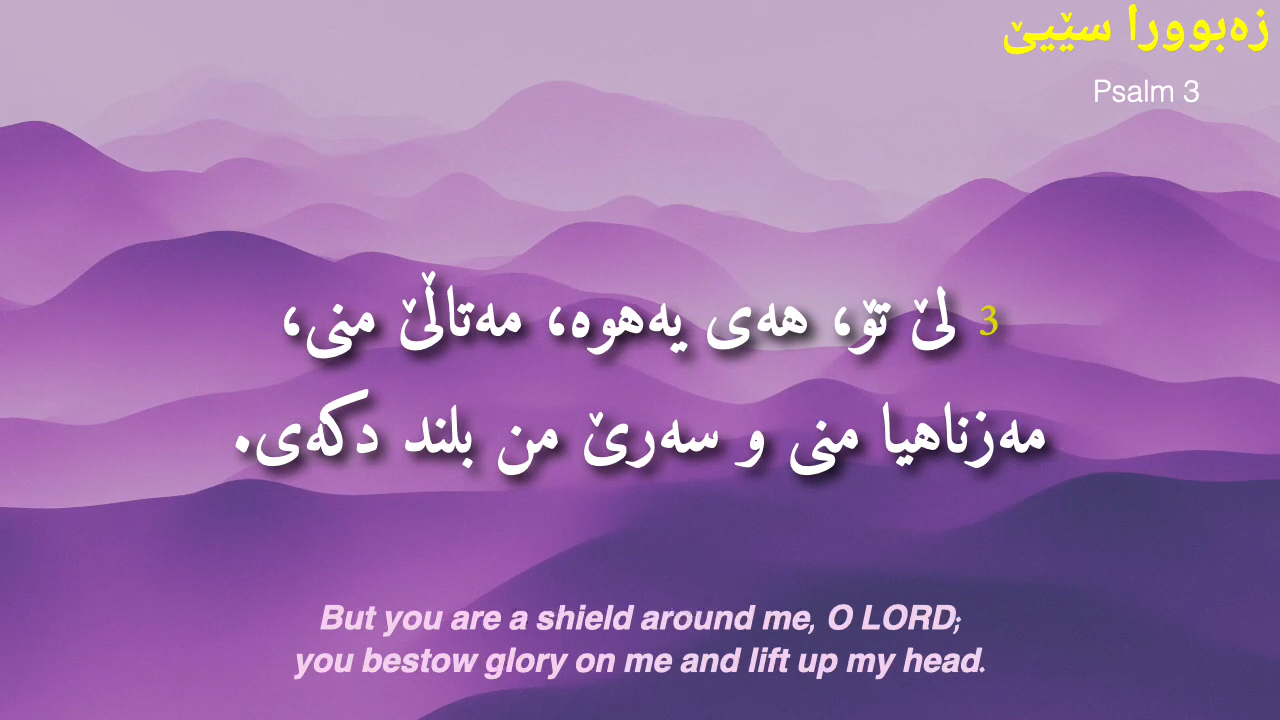 زەبوورا سێیێ
Psalm 3
3 لێ تۆ، هەی یەهوه، مەتاڵێ منی،
مەزناهیا منی و سەرێ من بلند دکەی.
But you are a shield around me, O LORD;
you bestow glory on me and lift up my head.